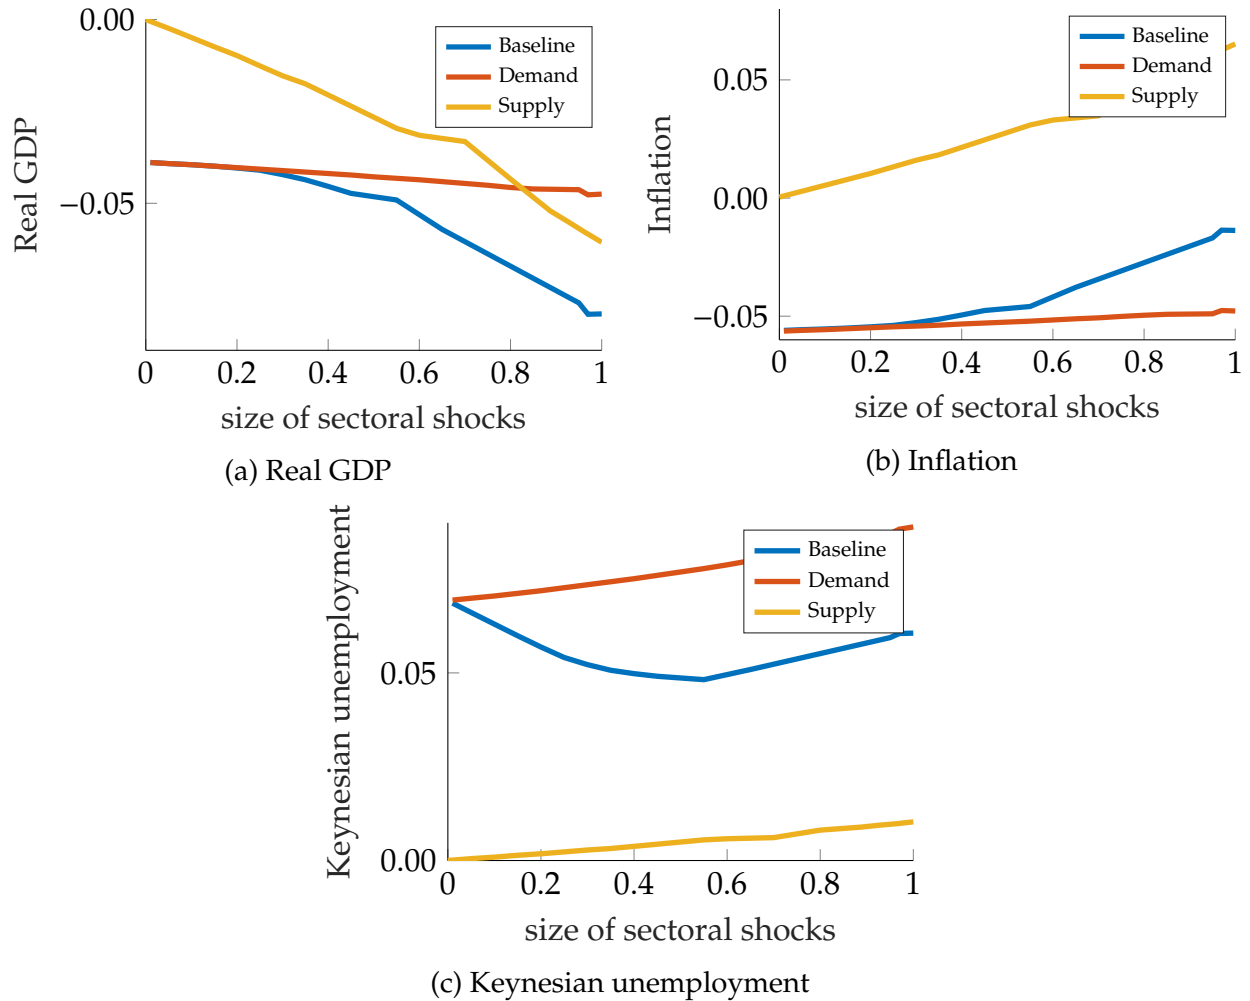 0.00
−0.05
Real GDP
Baseline
Demand
Supply
0 0.2 0.4 0.6 0.8 1
size of sectoral shocks
(a) Real GDP
0.05
0.00
−0.05
Inflation
Baseline
Demand
Supply
0 0.2 0.4 0.6 0.8 1
size of sectoral shocks
(b) Inflation
0.05
0.00
Keynesian unemployment
Baseline
Demand
Supply
0 0.2 0.4 0.6 0.8 1
size of sectoral shocks
(c) Keynesian unemployment